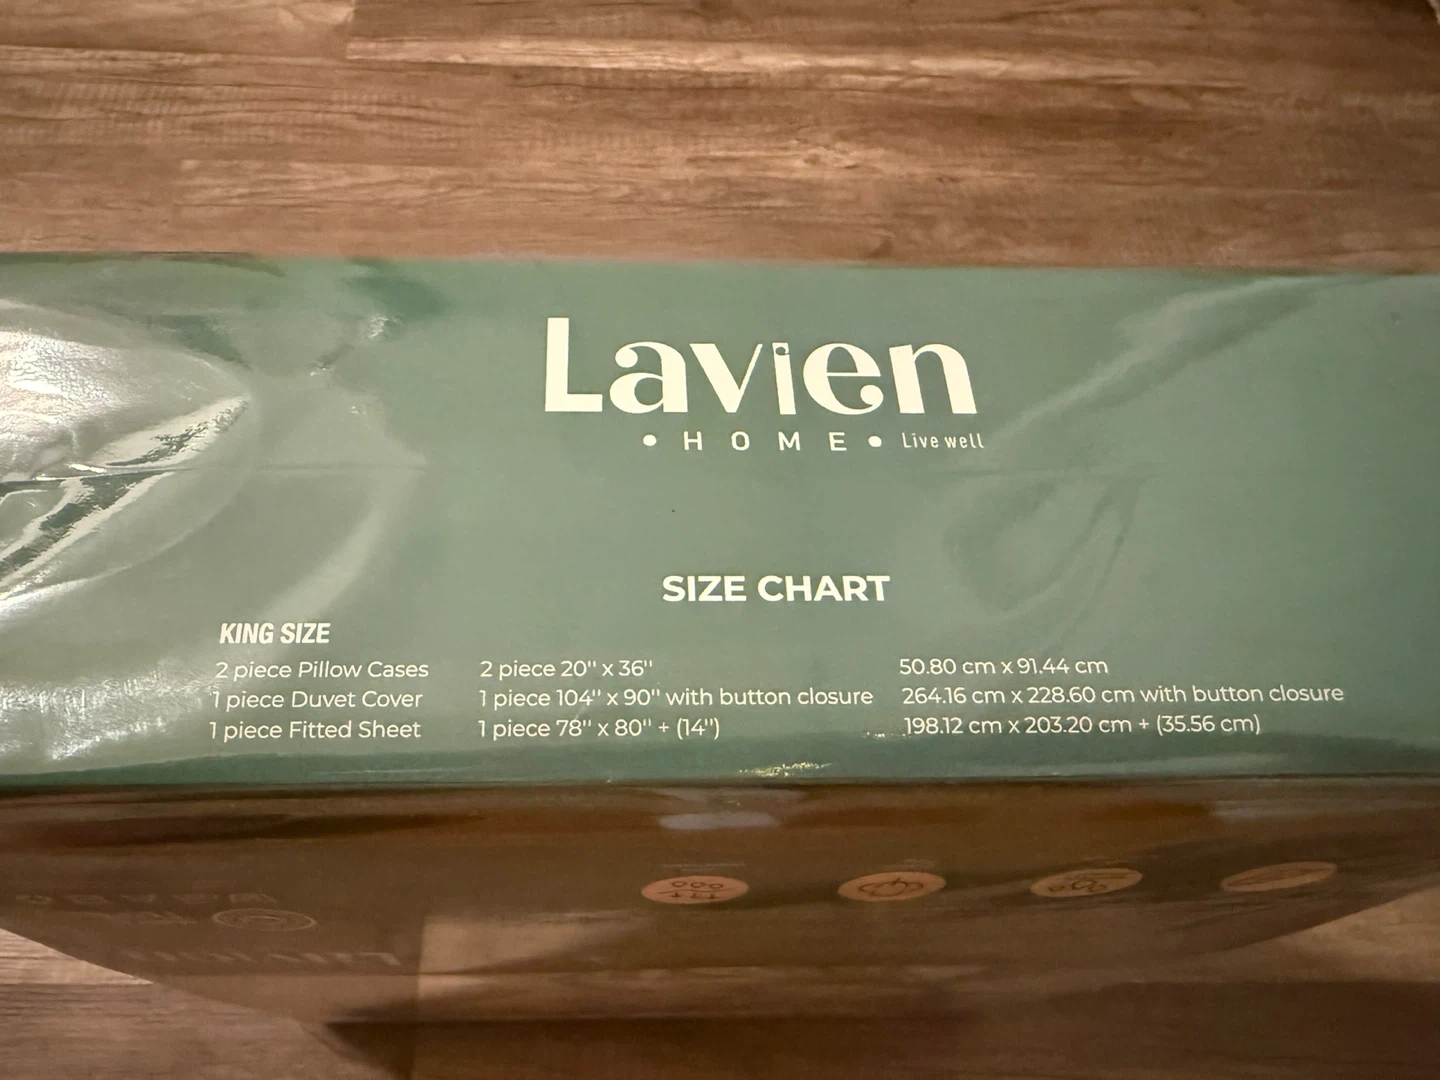 Lavien
• HOME • Live well
SIZE CHART
KING SIZE
2 piece Pillow Cases 2 piece 20" x 36" 50.80 cm x 91.44 cm
1 piece Duvet Cover 1 piece 104" x 90" with button closure 264.16 cm x 228.60 cm with button closure
1 piece Fitted Sheet 1 piece 78" x 80" + (14") 198.12 cm x 203.20 cm + (35.56 cm)